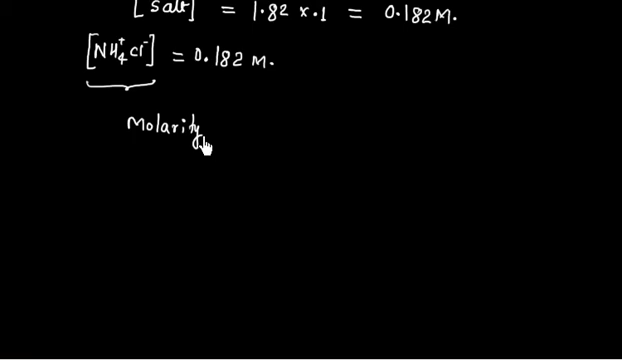 [Salt] = 1.82 x .1 = 0.182 M.
[NH₄⁺Cl⁻] = 0.182 M.
Molarity